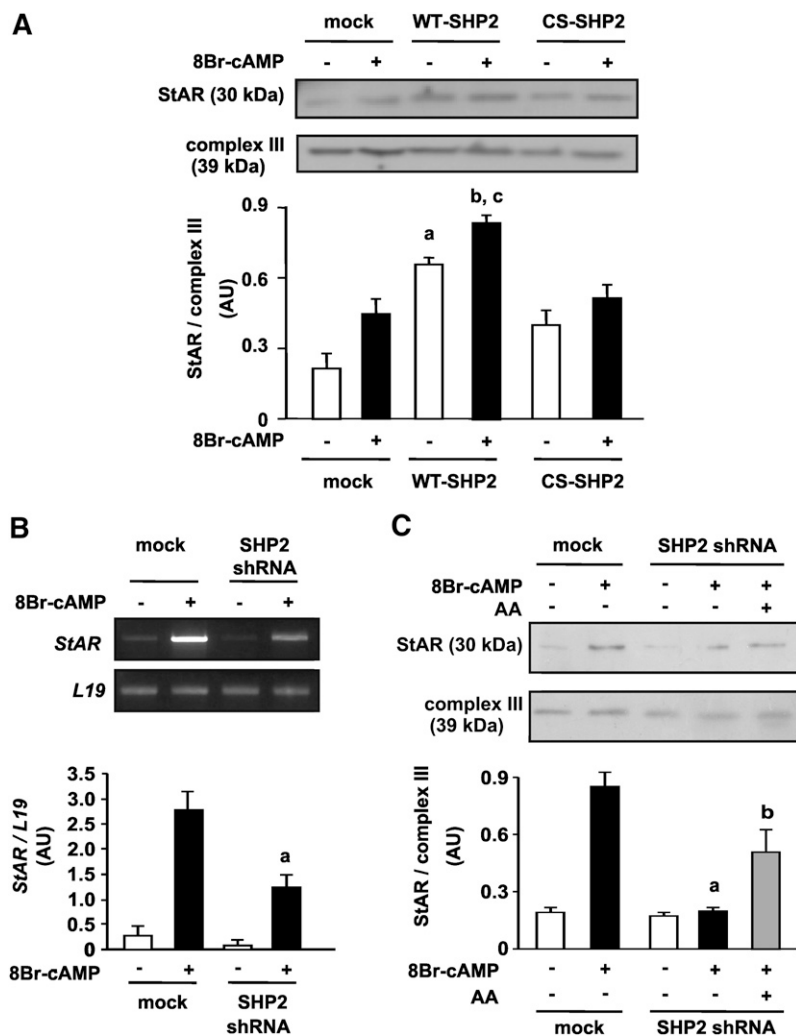 A
mock WT-SHP2 CS-SHP2
8Br-cAMP - + - + - +
StAR (30 kDa)
complex III
(39 kDa)
StAR / complex III
(AU)
0.9
0.6
0.3
0
a
b, c
8Br-cAMP - + - + - +
mock WT-SHP2 CS-SHP2
B
mock SHP2
shRNA
8Br-cAMP - + - +
StAR
L19
StAR / L19
(AU)
3.5
3.0
2.5
2.0
1.5
1.0
0.5
0
a
8Br-cAMP - + - +
mock SHP2
shRNA
C
mock SHP2 shRNA
8Br-cAMP - + - + +
AA - - - - +
StAR (30 kDa)
complex III
(39 kDa)
StAR / complex III
(AU)
0.9
0.6
0.3
0
a
b
8Br-cAMP - + - + +
AA - - - - +
mock SHP2 shRNA